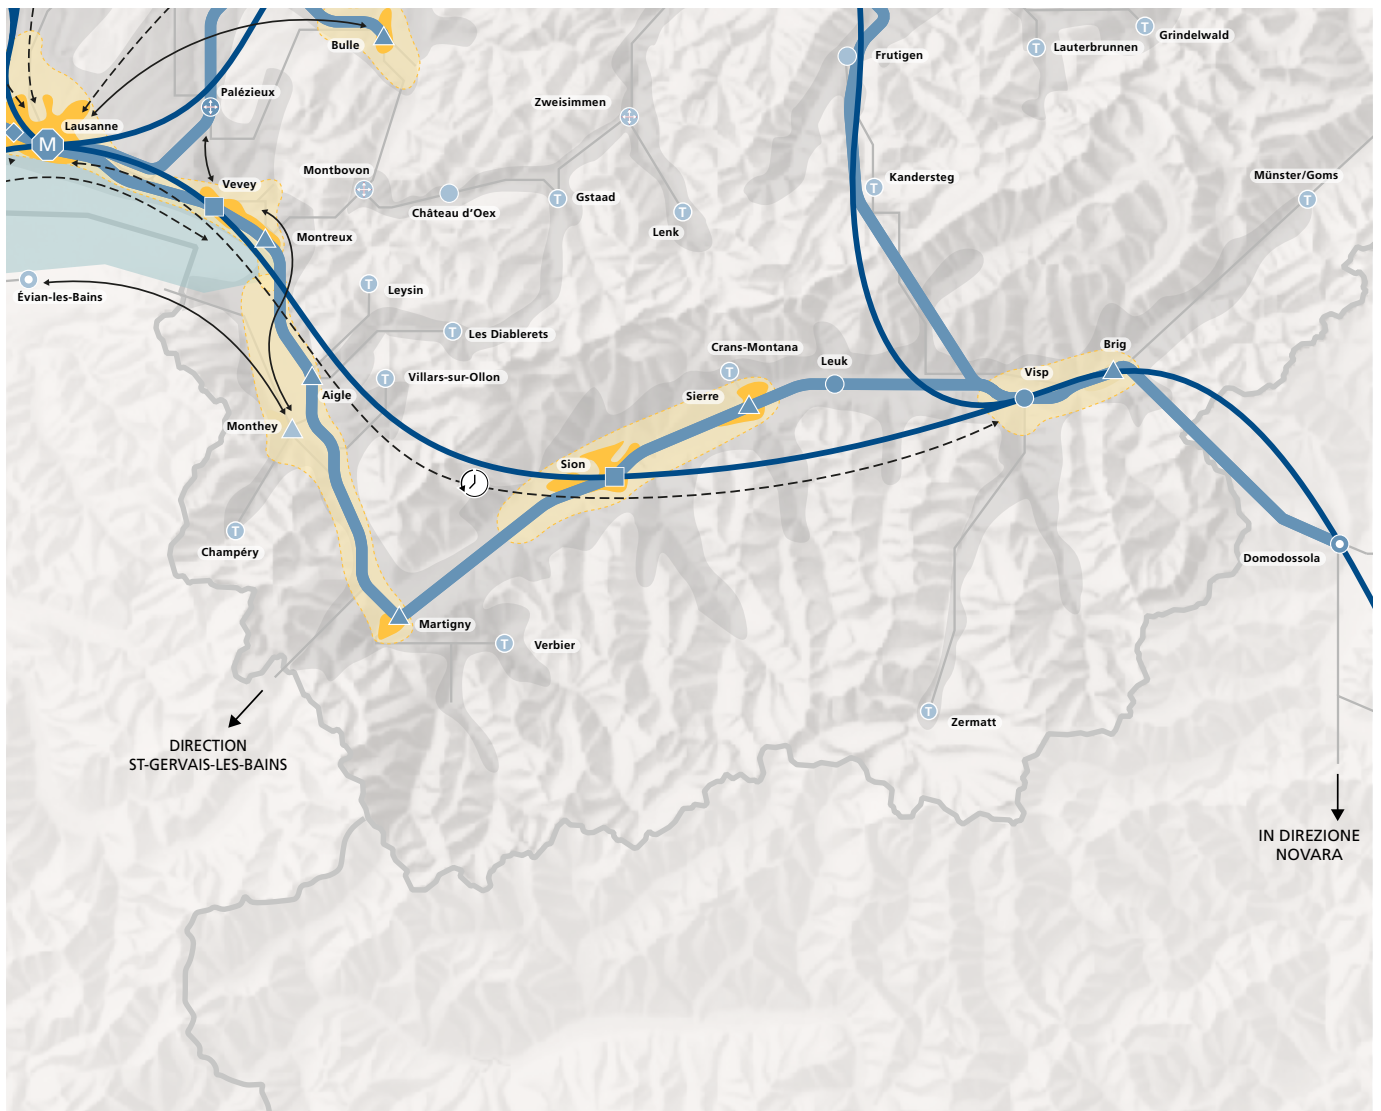 Bulle
Grindelwald
Lauterbrunnen
Frutigen
Palézieux
Zweisimmen
Lausanne
M
Montbovon
Kandersteg
Münster/Goms
Vevey
Château d’Oex
Gstaad
Lenk
Montreux
Évian-les-Bains
Leysin
Les Diablerets
Crans-Montana
Leuk
Brig
Visp
Villars-sur-Ollon
Aigle
Sierre
Monthey
Sion
Champéry
Domodossola
Martigny
Verbier
Zermatt
DIRECTION
ST-GERVAIS-LES-BAINS
IN DIREZIONE
NOVARA
T
T
T
T
T
T
T
T
T
T
T
T
T